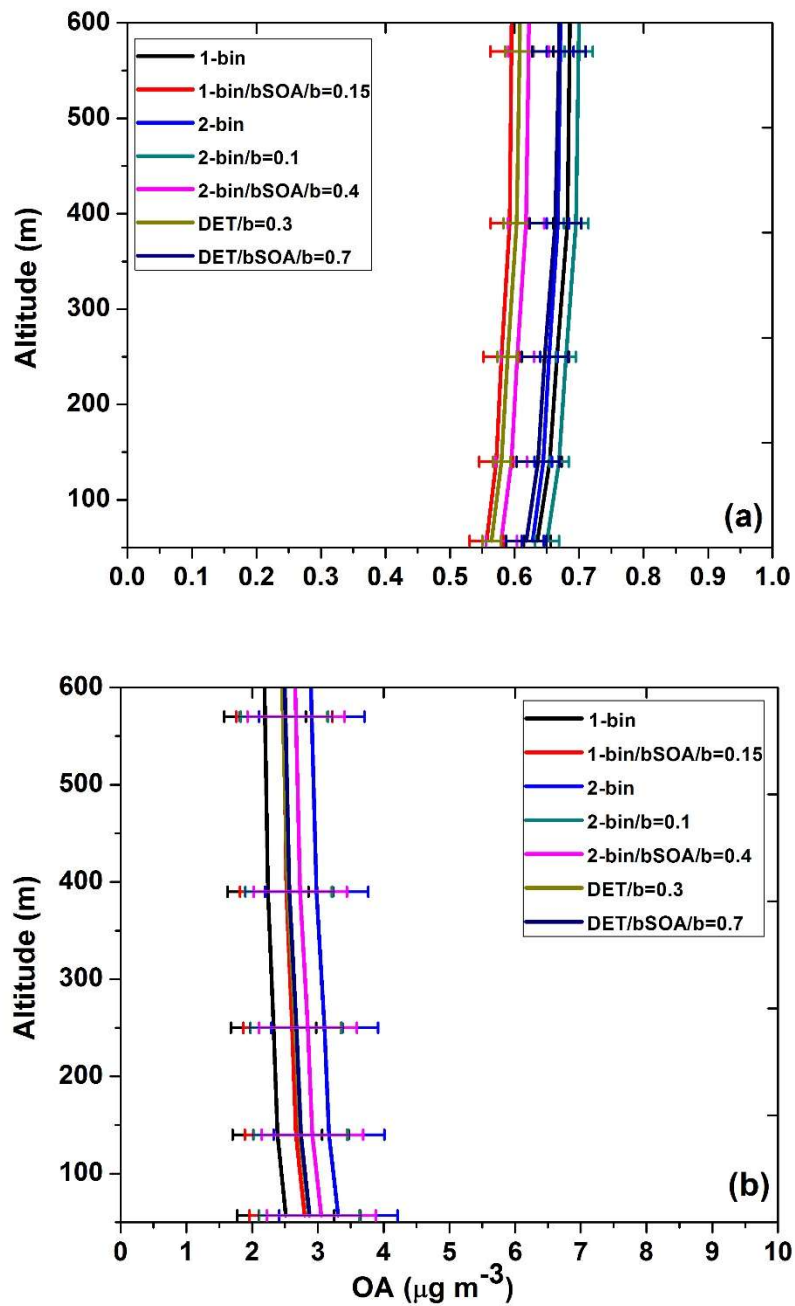 600
500
400
300
200
100
Altitude (m)
1-bin
1-bin/bSOA/b=0.15
2-bin
2-bin/b=0.1
2-bin/bSOA/b=0.4
DET/b=0.3
DET/bSOA/b=0.7
(a)
0.0 0.1 0.2 0.3 0.4 0.5 0.6 0.7 0.8 0.9 1.0
600
500
400
300
200
100
Altitude (m)
1-bin
1-bin/bSOA/b=0.15
2-bin
2-bin/b=0.1
2-bin/bSOA/b=0.4
DET/b=0.3
DET/bSOA/b=0.7
(b)
0 1 2 3 4 5 6 7 8 9 10
OA (μg m⁻³)